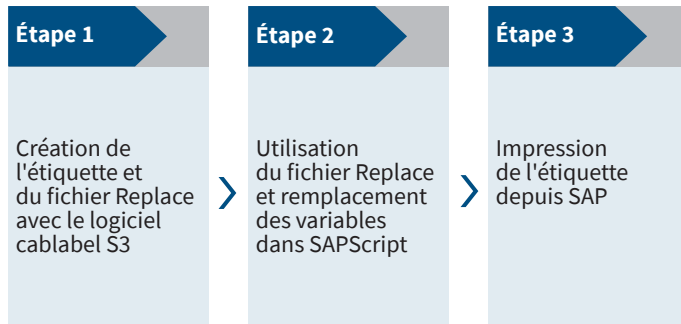 Étape 1
Création de
l'étiquette et
du fichier Replace
avec le logiciel
cablabel S3
Étape 2
Utilisation
du fichier Replace
et remplacement
des variables
dans SAPScript
Étape 3
Impression
de l'étiquette
depuis SAP